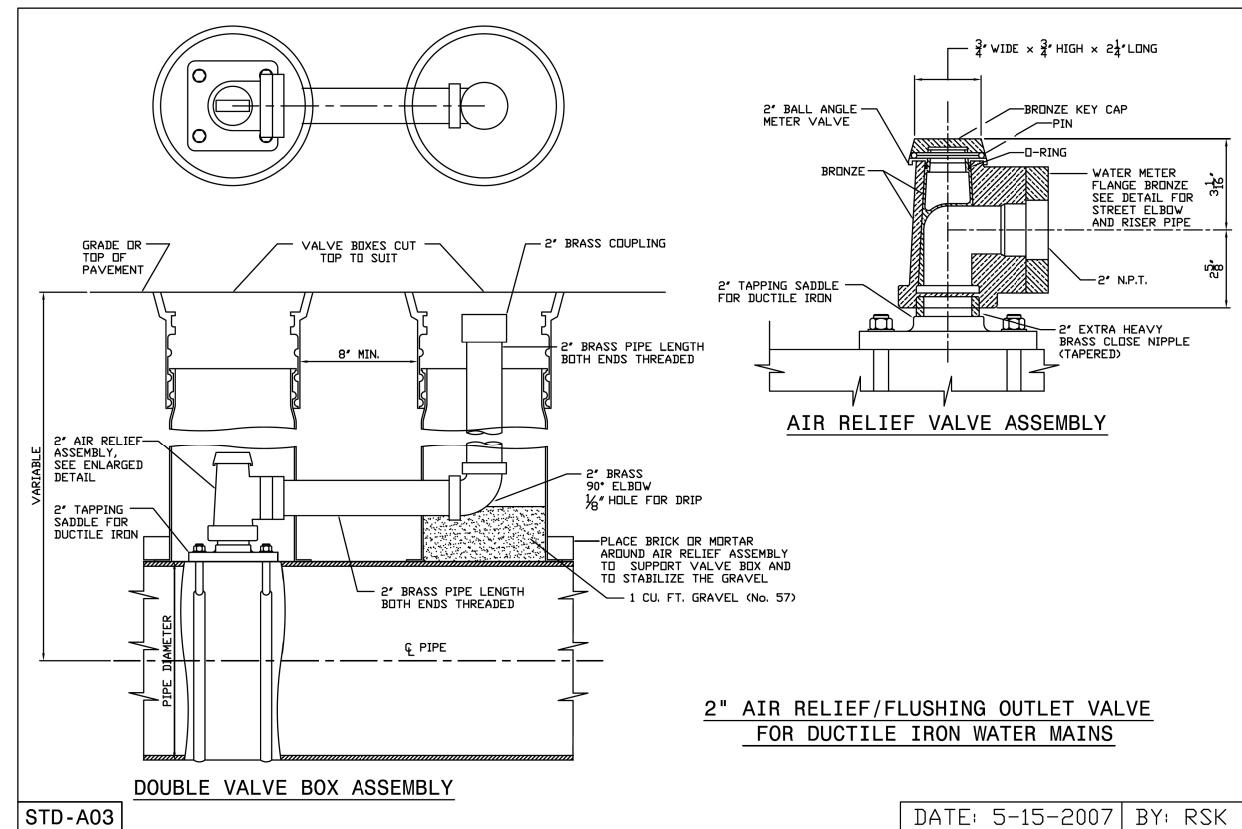 3/4" WIDE x 3/4" HIGH x 2 1/4" LONG
2" BALL ANGLE
METER VALVE
BRONZE KEY CAP
PIN
O-RING
BRONZE
WATER METER
FLANGE BRONZE
SEE DETAIL FOR
STREET ELBOW
AND RISER PIPE
3 1/16"
2 5/8"
2" N.P.T.
2" TAPPING SADDLE
FOR DUCTILE IRON
2" EXTRA HEAVY
BRASS CLOSE NIPPLE
(TAPERED)
AIR RELIEF VALVE ASSEMBLY
GRADE OR
TOP OF
PAVEMENT
VALVE BOXES CUT
TOP TO SUIT
2" BRASS COUPLING
2" BRASS PIPE LENGTH
BOTH ENDS THREADED
8" MIN.
VARIABLE
2" AIR RELIEF
ASSEMBLY,
SEE ENLARGED
DETAIL
2" TAPPING
SADDLE FOR
DUCTILE IRON
2" BRASS
90° ELBOW
1/8" HOLE FOR DRIP
PLACE BRICK OR MORTAR
AROUND AIR RELIEF ASSEMBLY
TO SUPPORT VALVE BOX AND
TO STABILIZE THE GRAVEL
1 CU. FT. GRAVEL (No. 57)
2" BRASS PIPE LENGTH
BOTH ENDS THREADED
℄ PIPE
PIPE DIAMETER
DOUBLE VALVE BOX ASSEMBLY
2" AIR RELIEF/FLUSHING OUTLET VALVE
FOR DUCTILE IRON WATER MAINS
STD-A03
DATE: 5-15-2007
BY: RSK